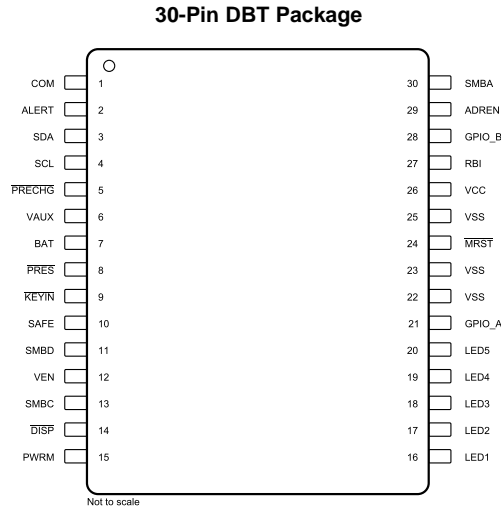 30-Pin DBT Package
COM 1 30 SMBA
ALERT 2 29 ADREN
SDA 3 28 GPIO_B
SCL 4 27 RBI
PRECHG 5 26 VCC
VAUX 6 25 VSS
BAT 7 24 MRST
PRES 8 23 VSS
KEYIN 9 22 VSS
SAFE 10 21 GPIO_A
SMBD 11 20 LED5
VEN 12 19 LED4
SMBC 13 18 LED3
DISP 14 17 LED2
PWRM 15 16 LED1
Not to scale